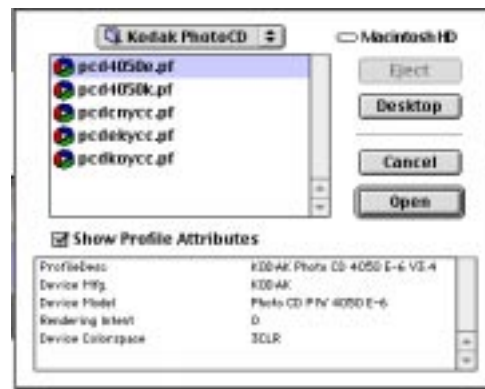 Kodak PhotoCD
Macintosh HD
pcd4050e.pf
pcd4050k.pf
pcdcnycc.pf
pcdekycc.pf
pcdkoycc.pf
Eject
Desktop
Cancel
Open
Show Profile Attributes
ProfileDesc KODAK Photo CD 4050 E-6 V3.4
Device Mfg. KODAK
Device Model Photo CD PIW 4050 E-6
Rendering Intent 0
Device Colorspace 3CLR